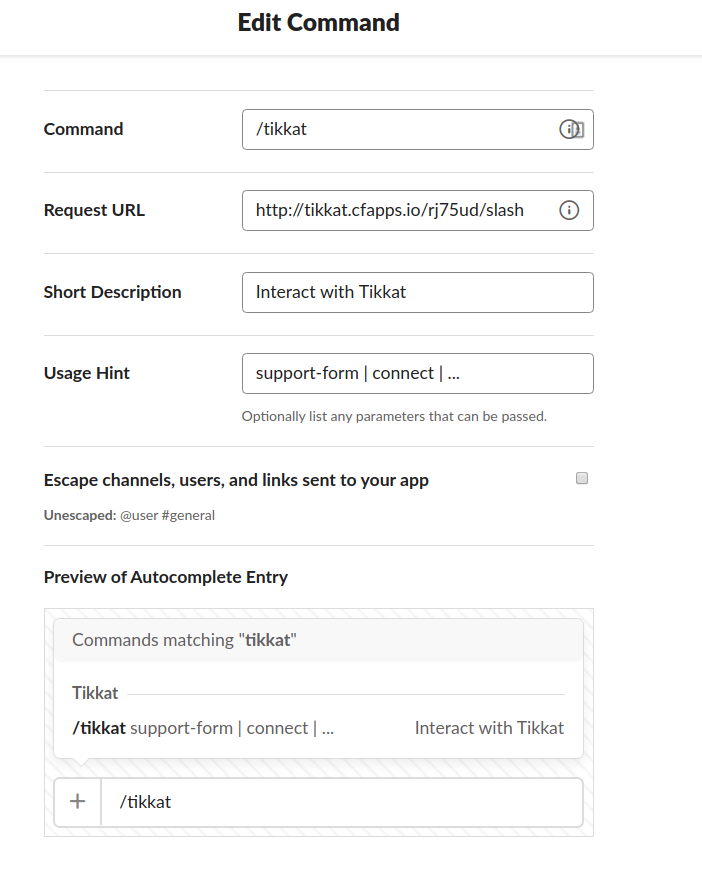 Edit Command
Command
/tikkat
Request URL
http://tikkat.cfapps.io/rj75ud/slash
Short Description
Interact with Tikkat
Usage Hint
support-form | connect | ...
Optionally list any parameters that can be passed.
Escape channels, users, and links sent to your app
Unescaped: @user #general
Preview of Autocomplete Entry
Commands matching "tikkat"
Tikkat
/tikkat support-form | connect | ... Interact with Tikkat
+ /tikkat